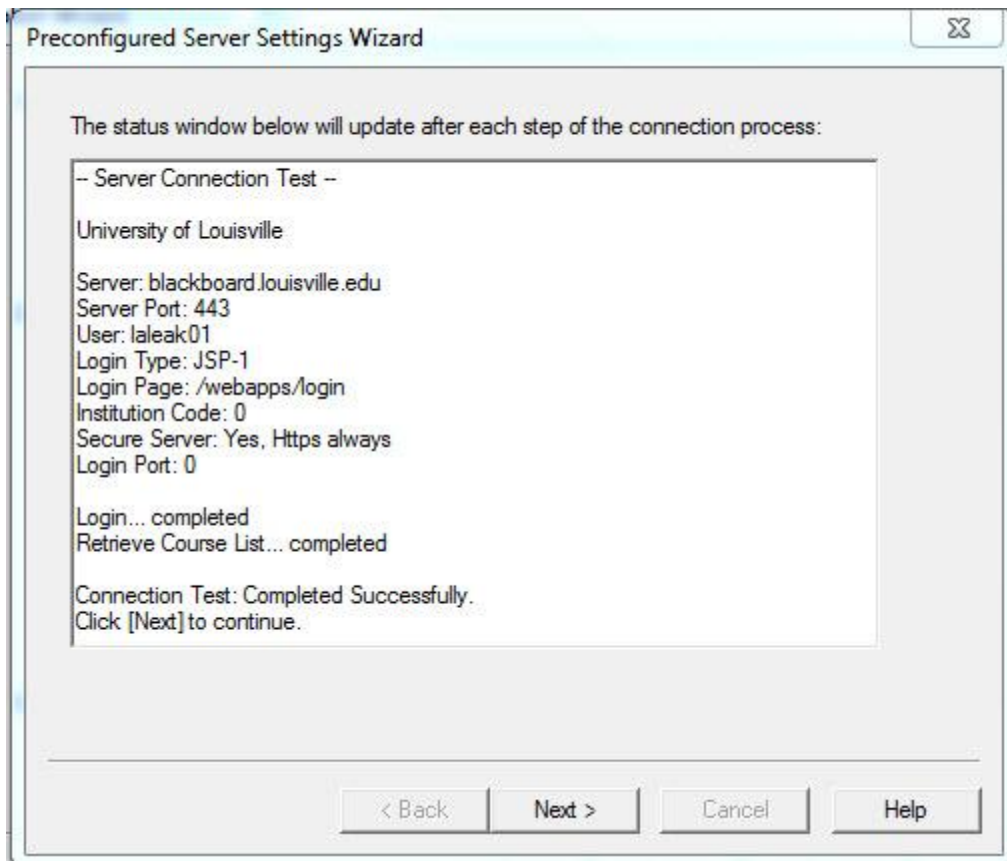 Preconfigured Server Settings Wizard
The status window below will update after each step of the connection process:
-- Server Connection Test --
University of Louisville
Server: blackboard.louisville.edu
Server Port: 443
User: laleak01
Login Type: JSP-1
Login Page: /webapps/login
Institution Code: 0
Secure Server: Yes, Https always
Login Port: 0
Login... completed
Retrieve Course List... completed
Connection Test: Completed Successfully.
Click [Next] to continue.
< Back Next > Cancel Help